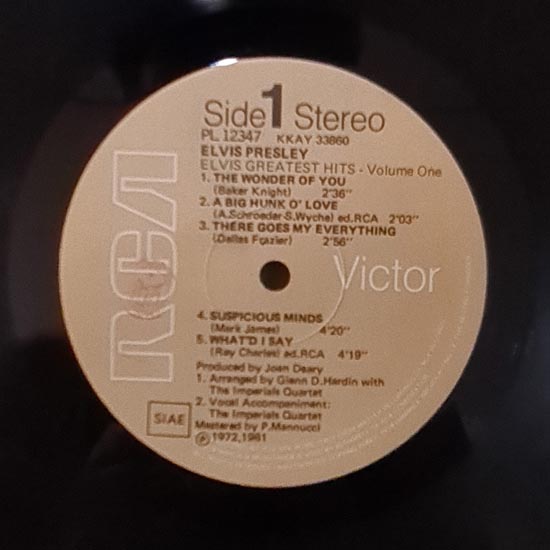 Side 1 Stereo
PL 12347 KKAY 33860
ELVIS PRESLEY
ELVIS GREATEST HITS - Volume One
1. THE WONDER OF YOU
(Baker Knight) 2'36"
2. A BIG HUNK O' LOVE
(A.Schroeder-S.Wyche) ed.RCA 2'03"
3. THERE GOES MY EVERYTHING
(Dallas Frazier) 2'56"
RCA Victor
4. SUSPICIOUS MINDS
(Mark James) 4'20"
5. WHAT'D I SAY
(Ray Charles) ed.RCA 4'19"
Produced by Joan Deary
1. Arranged by Glenn D.Hardin with
The Imperials Quartet
2. Vocal Accompaniment:
The Imperials Quartet
Mastered by P.Mannucci
SIAE
℗1972,1981